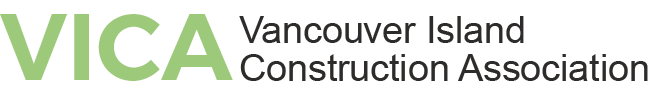 VICA
Vancouver Island
Construction Association